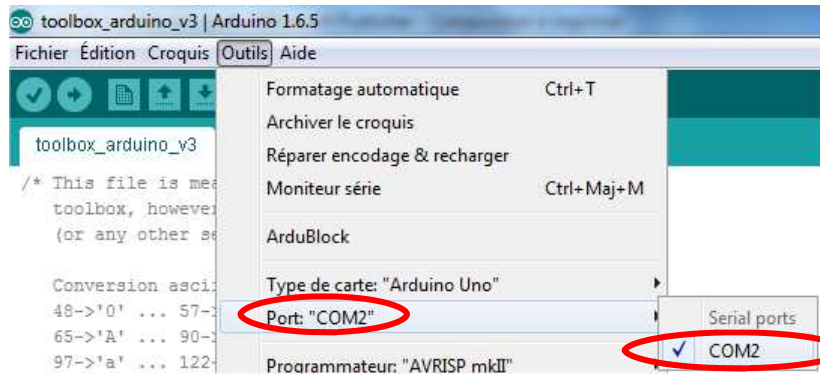 toolbox_arduino_v3 | Arduino 1.6.5
Fichier Édition Croquis Outils Aide
toolbox_arduino_v3
/* This file is mea
toolbox, however
(or any other se
Conversion ascii
48->'0' ... 57->
65->'A' ... 90->
97->'a' ... 122-
Formatage automatique Ctrl+T
Archiver le croquis
Réparer encodage & recharger
Moniteur série Ctrl+Maj+M
ArduBlock
Type de carte: "Arduino Uno"
Port: "COM2"
Programmateur: "AVRISP mkII"
Serial ports
✓ COM2